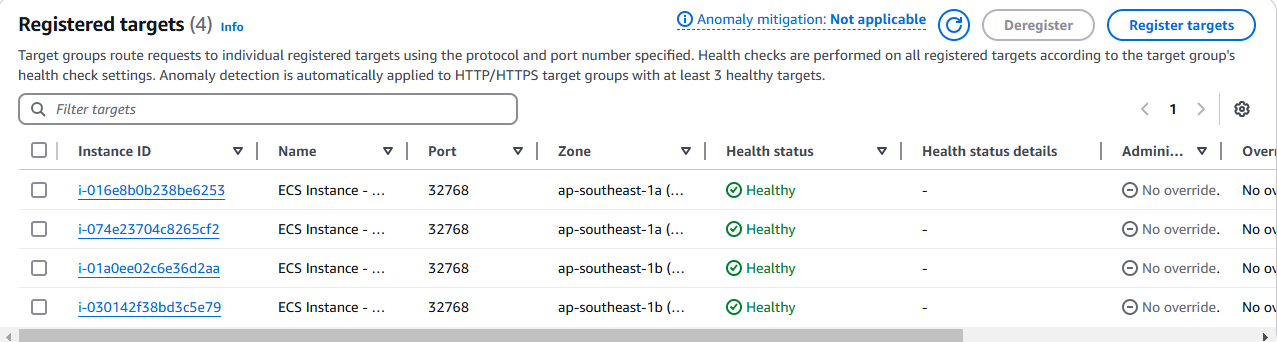 Registered targets (4) Info
Anomaly mitigation: Not applicable
Deregister
Register targets
Target groups route requests to individual registered targets using the protocol and port number specified. Health checks are performed on all registered targets according to the target group's
health check settings. Anomaly detection is automatically applied to HTTP/HTTPS target groups with at least 3 healthy targets.
Filter targets
1
Instance ID Name Port Zone Health status Health status details Admini... Overr
i-016e8b0b238be6253 ECS Instance - ... 32768 ap-southeast-1a (... Healthy - No override. No ov
i-074e23704c8265cf2 ECS Instance - ... 32768 ap-southeast-1a (... Healthy - No override. No ov
i-01a0ee02c6e36d2aa ECS Instance - ... 32768 ap-southeast-1b (... Healthy - No override. No ov
i-030142f38bd3c5e79 ECS Instance - ... 32768 ap-southeast-1b (... Healthy - No override. No ov